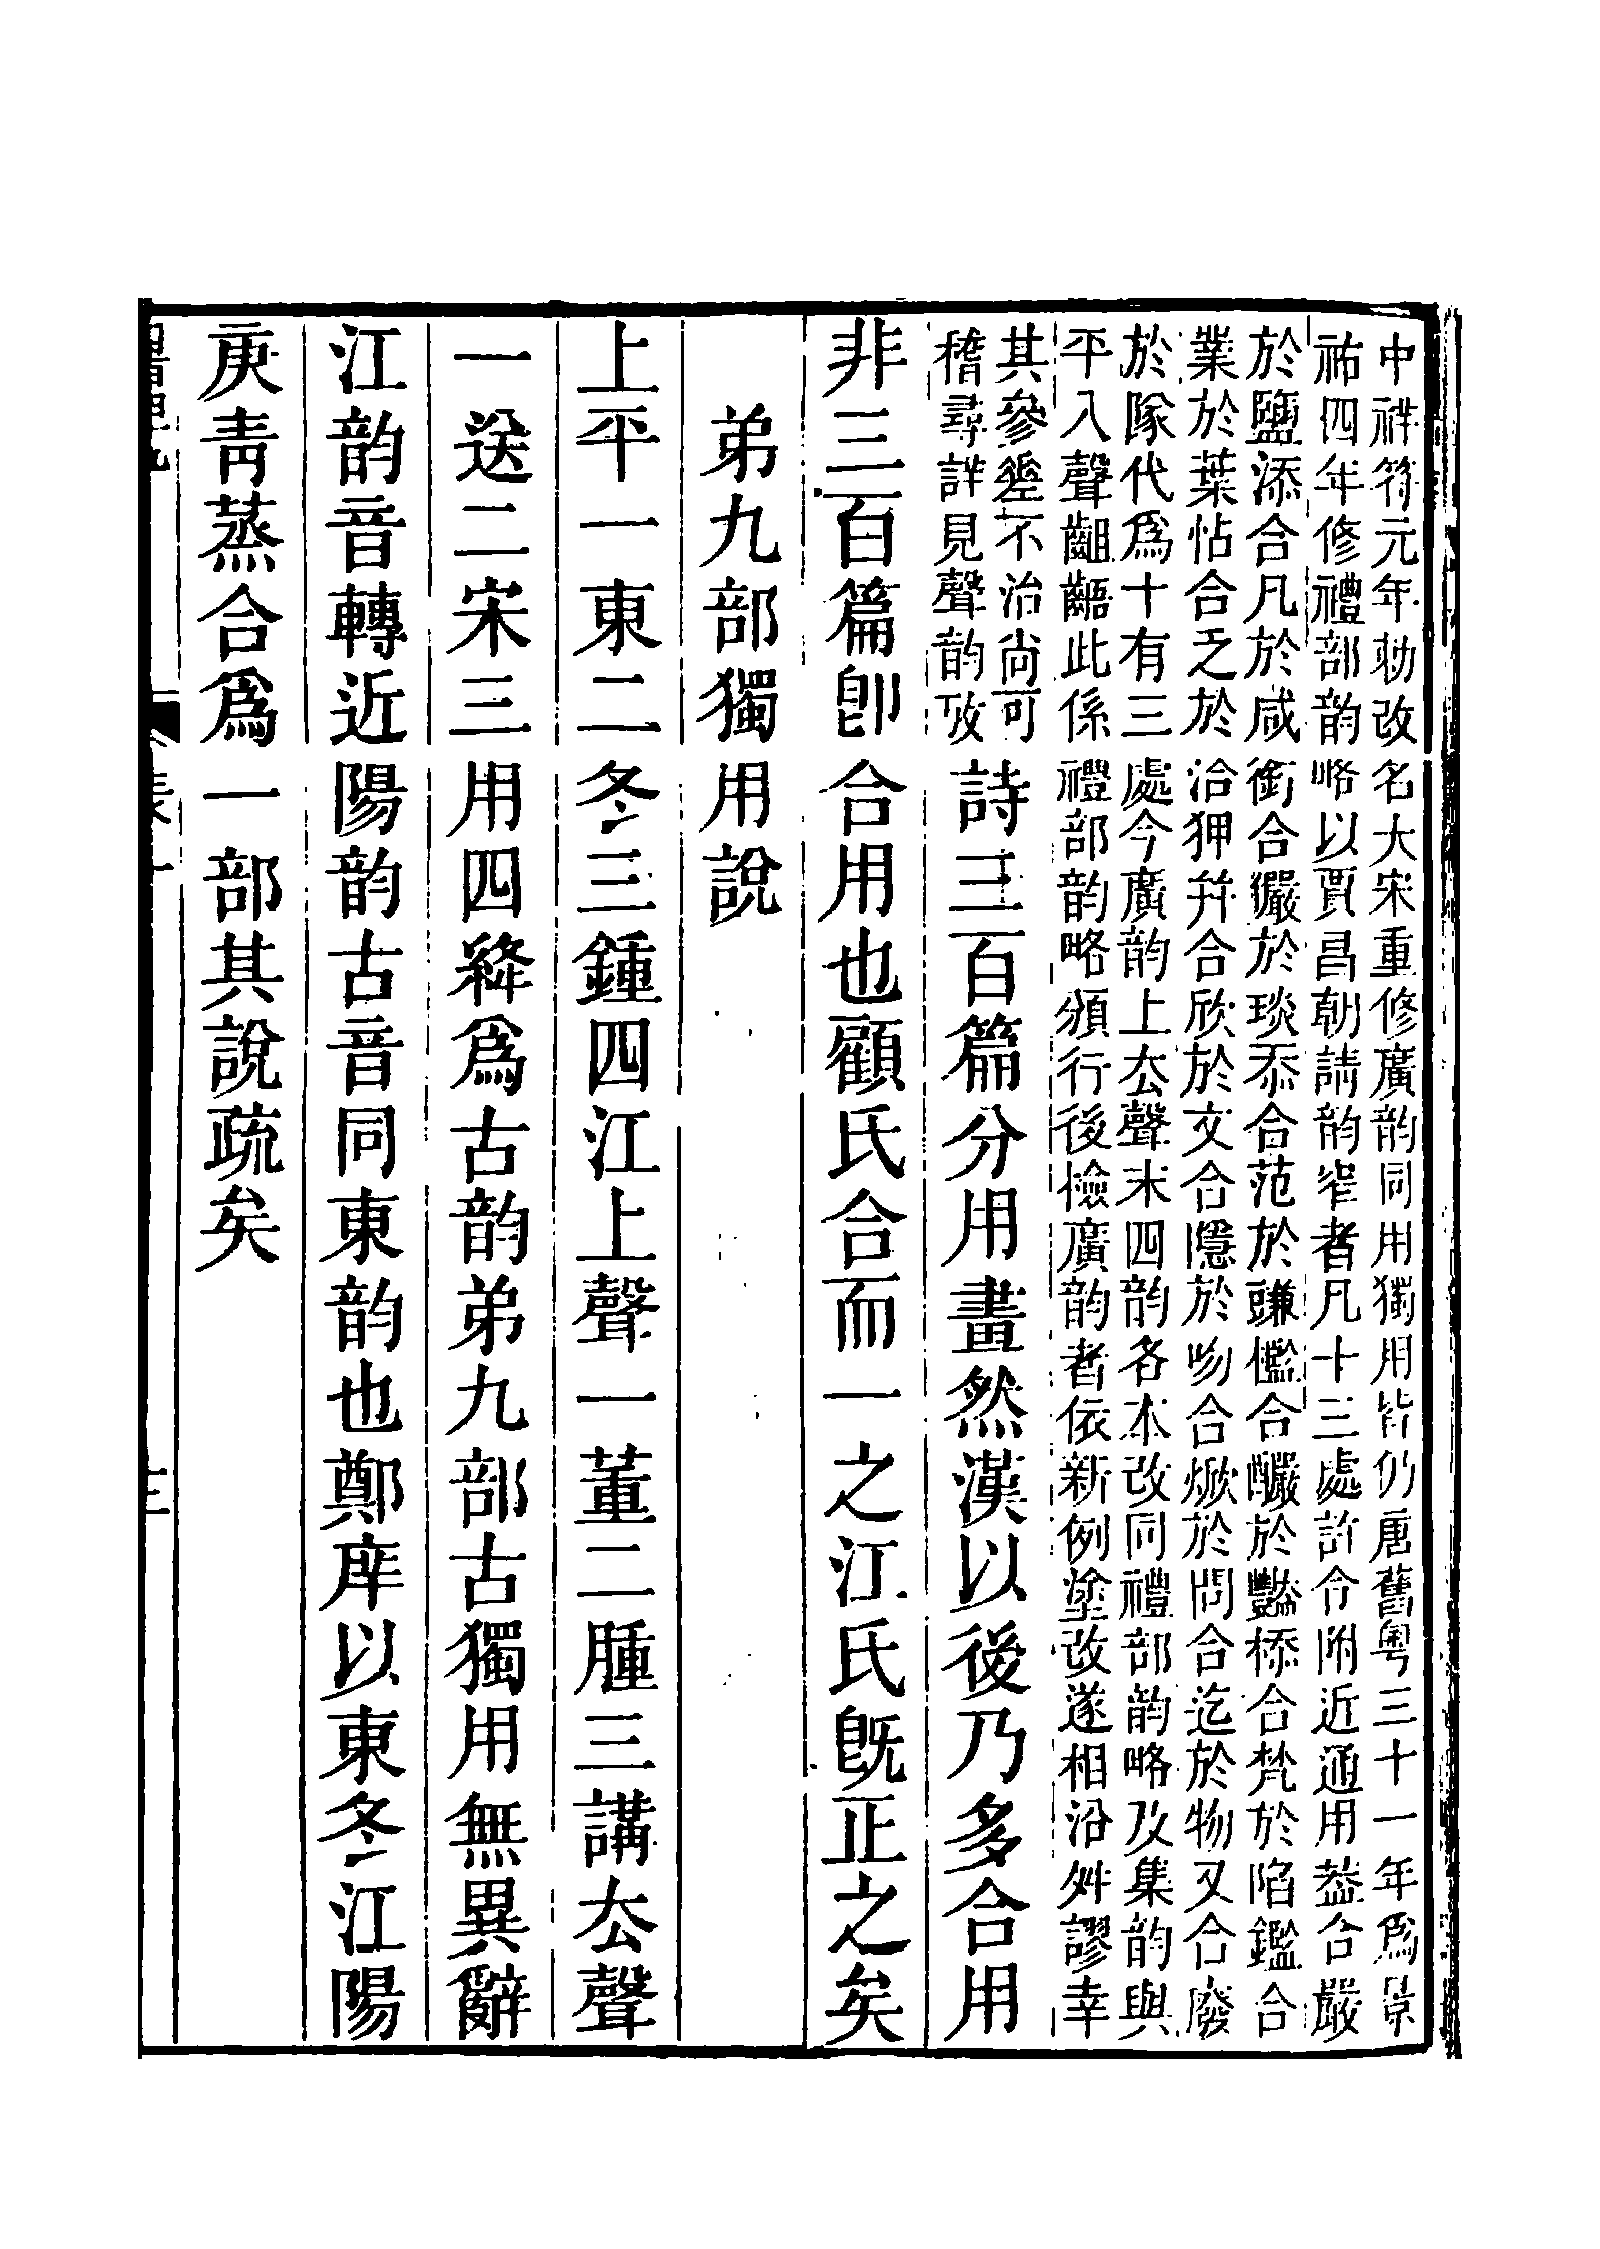 中祥符元年勑改名大宋重修廣韵同用獨用皆仍唐舊粤三十一年爲景
祐四年修禮部韵略以賈昌朝請韵窄者凡十三處許令附近通用葢合嚴
於鹽添合凡於咸銜合儼於琰忝合范於豏檻合釅於豔㮇合梵於陷鑑合
業於葉怗合乏於洽狎幷合欣於文合隱於吻合焮於問合迄於物又合廢
於隊代爲十有三處今廣韵上厺聲末四韵各本改同禮部韵略及集韵與
平入聲齟齬此係禮部韵略頒行後檢廣韵者依新例塗改遂相沿舛謬幸
其參差不治尚可
稽尋詳見聲韵攷
詩三百篇分用畫然漢以後乃多合用
非三百篇卽合用也顧氏合而一之江氏旣正之矣
弟九部獨用說
上平一東二冬三鍾四江上聲一董二腫三講厺聲
一送二宋三用四絳爲古韵弟九部古獨用無異辭
江韵音轉近陽韵古音同東韵也鄭庠以東冬江陽
庚青蒸合爲一部其說疏矣